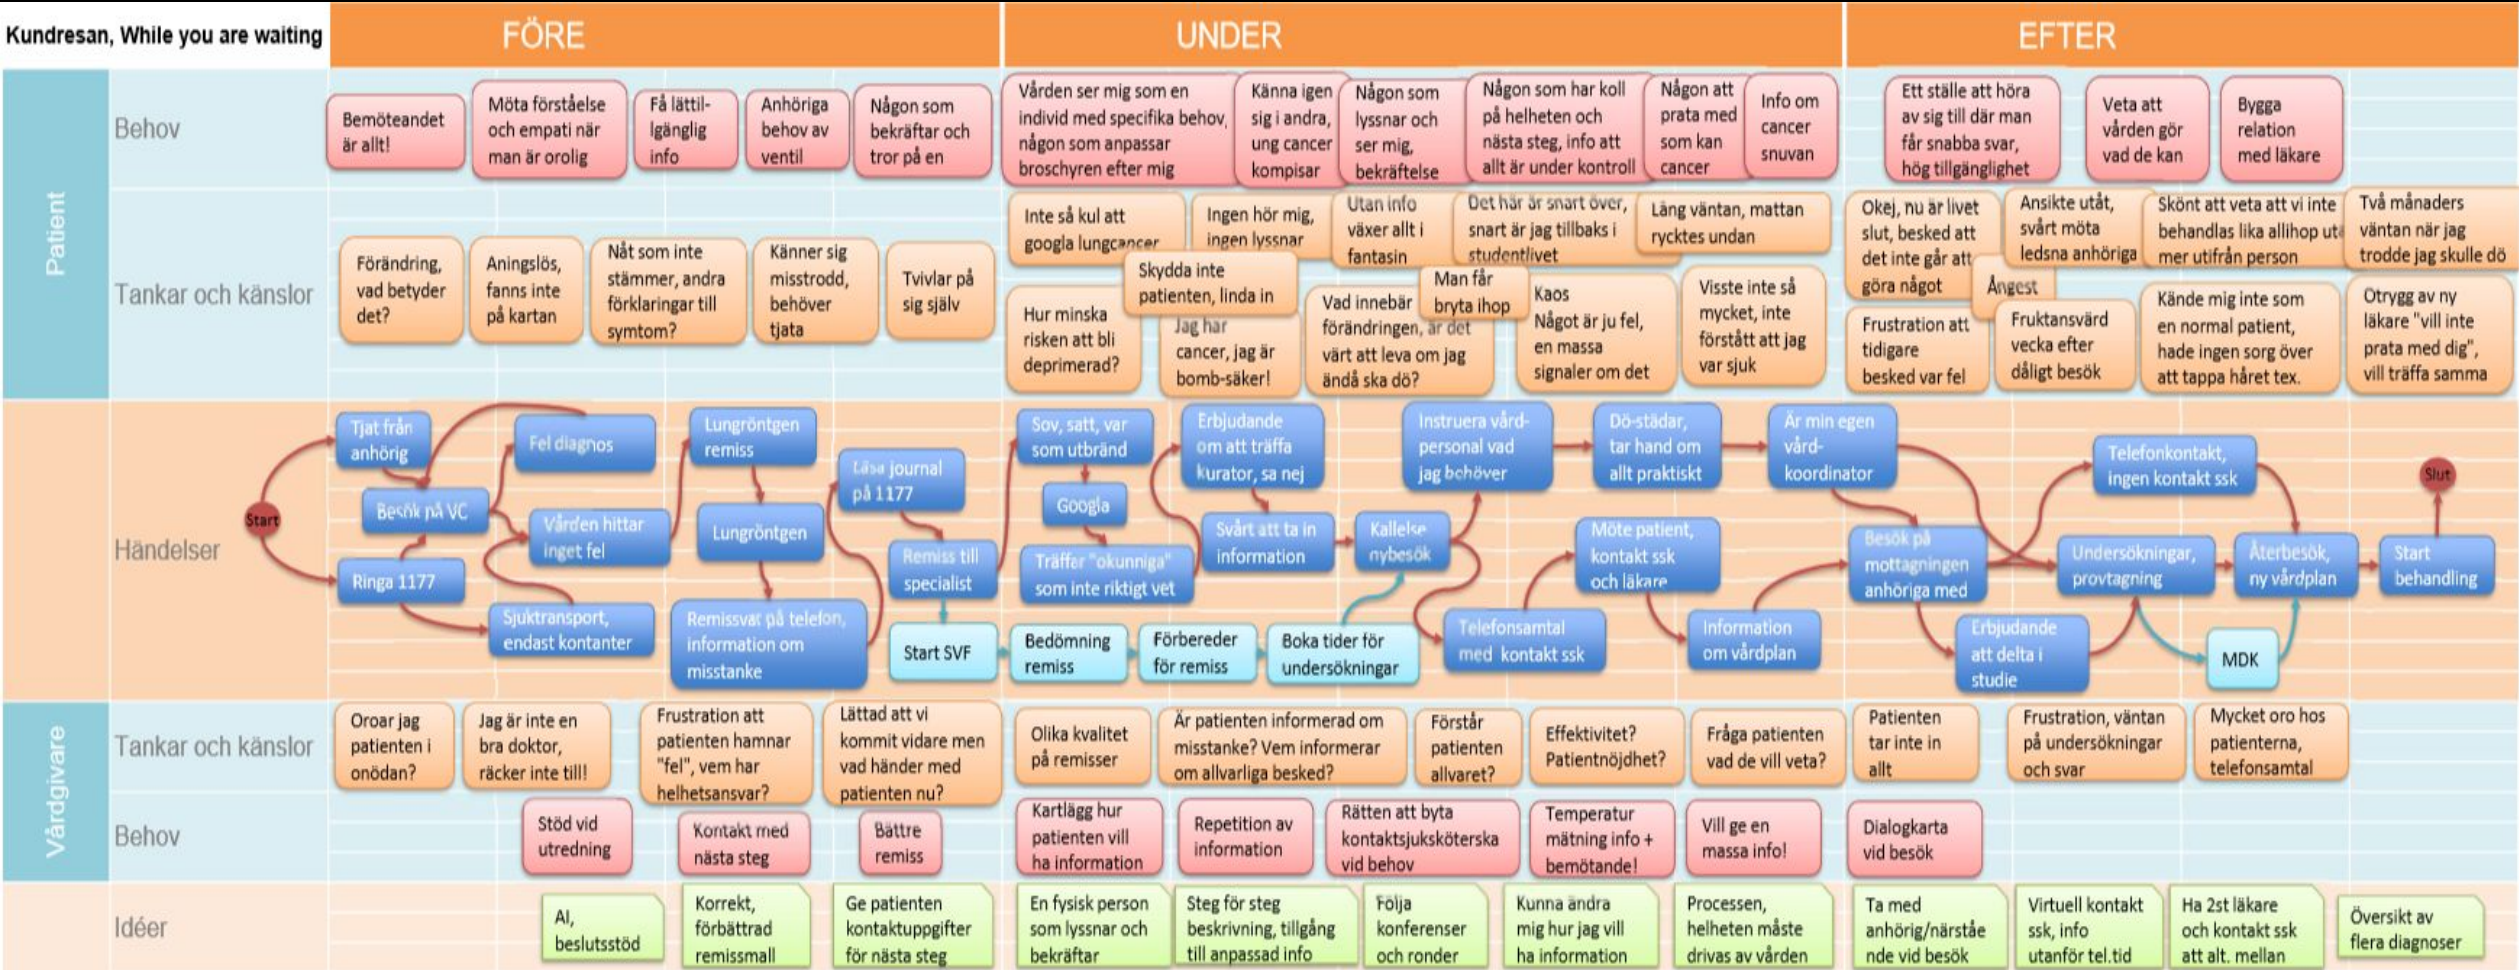 Kundresan, While you are waiting
FÖRE
UNDER
EFTER
Patient
Behov
Bemöteandet
är allt!
Möta förståelse
och empati när
man är orolig
Få lättil-
lgänglig
info
Anhöriga
behov av
ventil
Någon som
bekräftar och
tror på en
Vården ser mig som en
individ med specifika behov,
någon som anpassar
broschyren efter mig
Känna igen
sig i andra,
ung cancer
kompisar
Någon som
lyssnar och
ser mig,
bekräftelse
Någon som har koll
på helheten och
nästa steg, info att
allt är under kontroll
Någon att
prata med
som kan
cancer
Info om
cancer
snuvan
Ett ställe att höra
av sig till där man
får snabba svar,
hög tillgänglighet
Veta att
vården gör
vad de kan
Bygga
relation
med läkare
Tankar och känslor
Förändring,
vad betyder
det?
Aningslös,
fanns inte
på kartan
Nåt som inte
stämmer, andra
förklaringar till
symtom?
Känner sig
misstrodd,
behöver
tjata
Tvivlar på
sig själv
Inte så kul att
googla lungcancer
Ingen hör mig,
ingen lyssnar
Utan info
växer allt i
fantasin
Det här är snart över,
snart är jag tillbaks i
studentlivet
Lång väntan, mattan
rycktes undan
Skydda inte
patienten, linda in
Man får
bryta ihop
Hur minska
risken att bli
deprimerad?
Jag har
cancer, jag är
bomb-säker!
Vad innebär
förändringen, är det
värt att leva om jag
ändå ska dö?
Kaos
Något är ju fel,
en massa
signaler om det
Visste inte så
mycket, inte
förstått att jag
var sjuk
Okej, nu är livet
slut, besked att
det inte går att
göra något
Ansikte utåt,
svårt möta
ledsna anhöriga
Skönt att veta att vi inte
behandlas lika allihop uta
mer utifrån person
Två månaders
väntan när jag
trodde jag skulle dö
Ångest
Frustration att
tidigare
besked var fel
Fruktansvärd
vecka efter
dåligt besök
Kände mig inte som
en normal patient,
hade ingen sorg över
att tappa håret tex.
Otrygg av ny
läkare "vill inte
prata med dig",
vill träffa samma
Händelser
Start
Tjat från
anhörig
Besök på VC
Ringa 1177
Fel diagnos
Vården hittar
inget fel
Sjuktransport,
endast kontanter
Lungröntgen
remiss
Lungröntgen
Remissvar på telefon,
information om
misstanke
Läsa journal
på 1177
Remiss till
specialist
Start SVF
Sov, satt, var
som utbränd
Googla
Träffer "okunniga"
som inte riktigt vet
Bedömning
remiss
Förbereder
för remiss
Boka tider för
undersökningar
Erbjudande
om att träffa
kurator, sa nej
Svårt att ta in
information
Kallelse
nybesök
Instruera vård-
personal vad
jag behöver
Dö-städar,
tar hand om
allt praktiskt
Är min egen
vård-
koordinator
Telefonsamtal
med kontakt ssk
Möte patient,
kontakt ssk
och läkare
Information
om vårdplan
Besök på
mottagningen
anhöriga med
Erbjudande
att delta i
studie
Telefonkontakt,
ingen kontakt ssk
Undersökningar,
provtagning
MDK
Återbesök,
ny vårdplan
Start
behandling
Slut
Vårdgivare
Tankar och känslor
Oroar jag
patienten i
onödan?
Jag är inte en
bra doktor,
räcker inte till!
Frustration att
patienten hamnar
"fel", vem har
helhetsansvar?
Lättad att vi
kommit vidare men
vad händer med
patienten nu?
Olika kvalitet
på remisser
Är patienten informerad om
misstanke? Vem informerar
om allvarliga besked?
Förstår
patienten
allvaret?
Effektivitet?
Patientnöjdhet?
Fråga patienten
vad de vill veta?
Patienten
tar inte in
allt
Frustration, väntan
på undersökningar
och svar
Mycket oro hos
patienterna,
telefonsamtal
Behov
Stöd vid
utredning
Kontakt med
nästa steg
Bättre
remiss
Kartlägg hur
patienten vill
ha information
Repetition av
information
Rätten att byta
kontaktsjuksköterska
vid behov
Temperatur
mätning info +
bemötande!
Vill ge en
massa info!
Dialogkarta
vid besök
Idéer
AI,
beslutsstöd
Korrekt,
förbättrad
remissmall
Ge patienten
kontaktuppgifter
för nästa steg
En fysisk person
som lyssnar och
bekräftar
Steg för steg
beskrivning, tillgång
till anpassad info
Följa
konferenser
och ronder
Kunna ändra
mig hur jag vill
ha information
Processen,
helheten måste
drivas av vården
Ta med
anhörig/närståe
nde vid besök
Virtuell kontakt
ssk, info
utanför tel.tid
Ha 2st läkare
och kontakt ssk
att alt. mellan
Översikt av
flera diagnoser